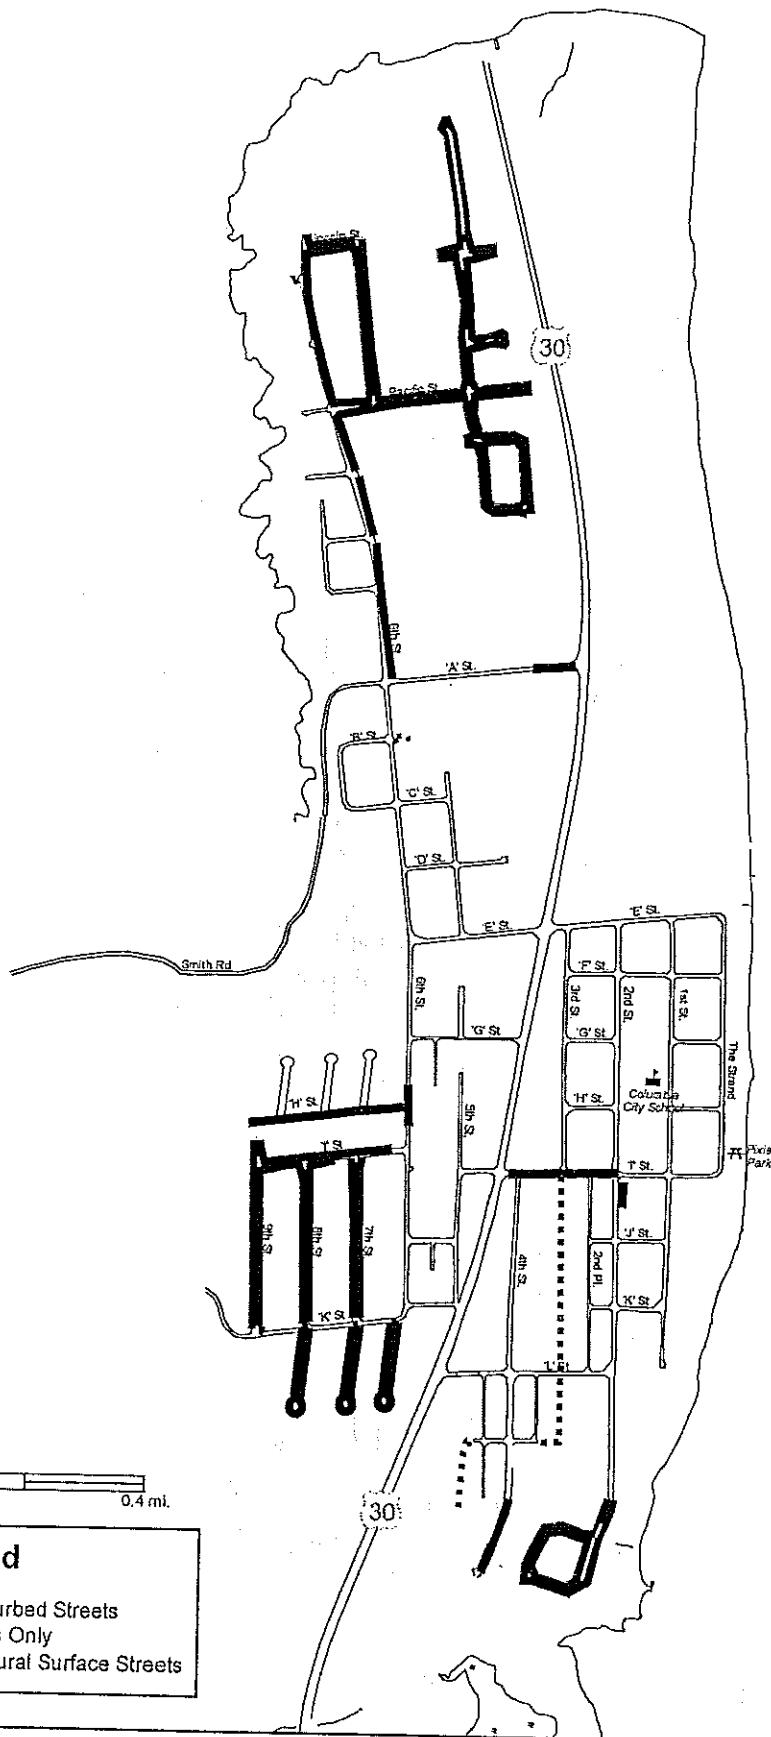 30
Pacific St.
6th St.
'A' St.
'B' St.
'C' St.
'D' St.
'E' St.
'E' St.
Smith Rd
'F' St.
6th St.
3rd St.
2nd St.
1st St.
'G' St
'G' St.
The Strand
Columbia
City School
'H' St.
'H' St.
5th St.
'I' St.
'I' St.
Pixie
Park
9th St.
8th St.
7th St.
4th St.
2nd Pl.
'J' St.
'K' St
'K' St
0.4 mi.
30
d
urbed Streets
s Only
ural Surface Streets